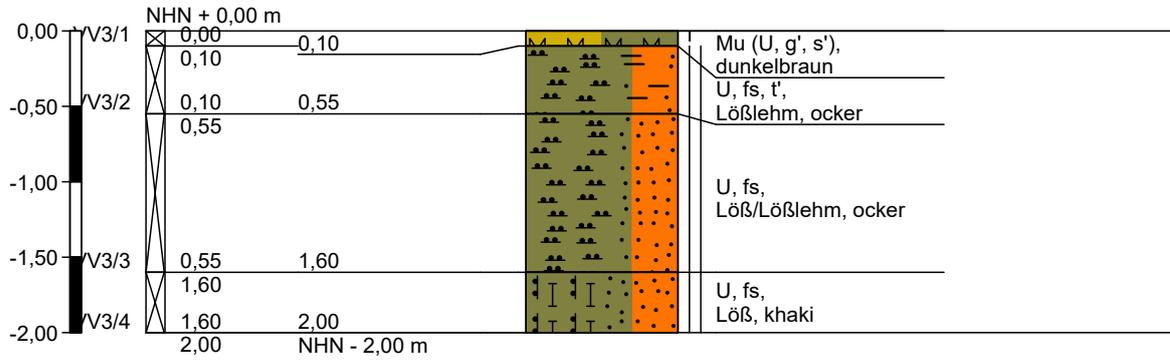 NHN + 0,00 m
0,00
V3/1
0,00
0,10
0,10
Mu (U, g', s'),
dunkelbraun
-0,50
V3/2
0,10
0,55
0,55
U, fs, t',
Lößlehm, ocker
-1,00
U, fs,
Löß/Lößlehm, ocker
-1,50
V3/3
0,55
1,60
1,60
U, fs,
Löß, khaki
-2,00
V3/4
1,60
2,00
2,00
NHN - 2,00 m